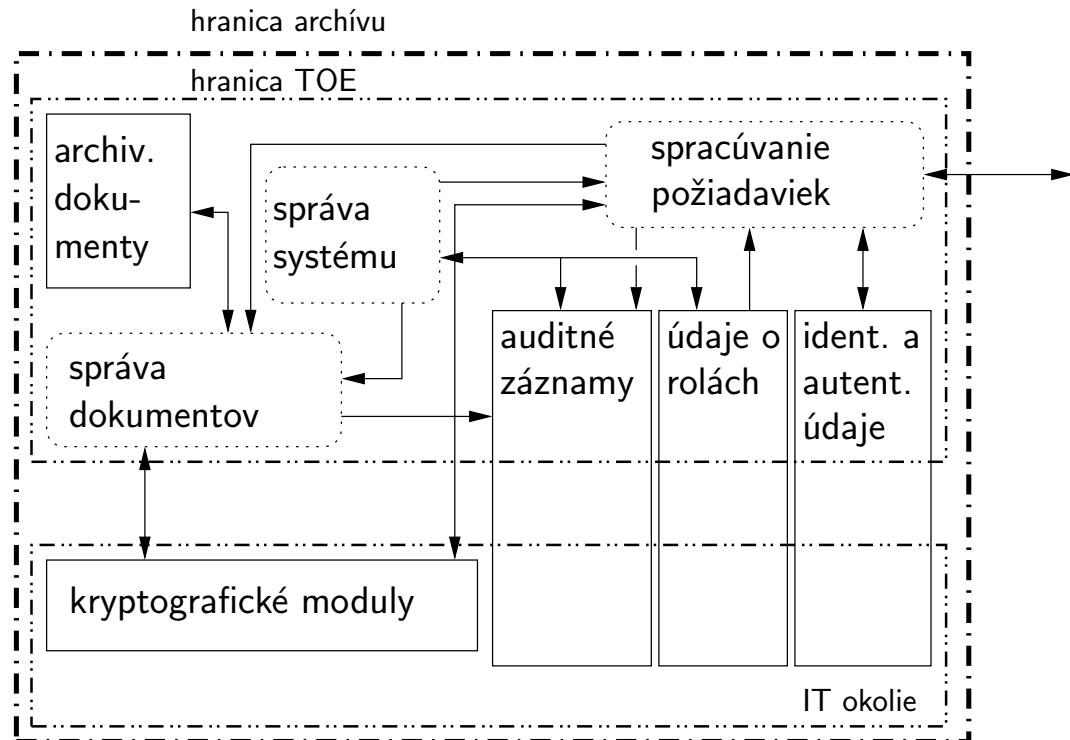 hranica archívu
hranica TOE
archiv.
doku-
menty
správa
systému
spracúvanie
požiadaviek
správa
dokumentov
auditné
záznamy
údaje o
rolách
ident. a
autent.
údaje
kryptografické moduly
IT okolie